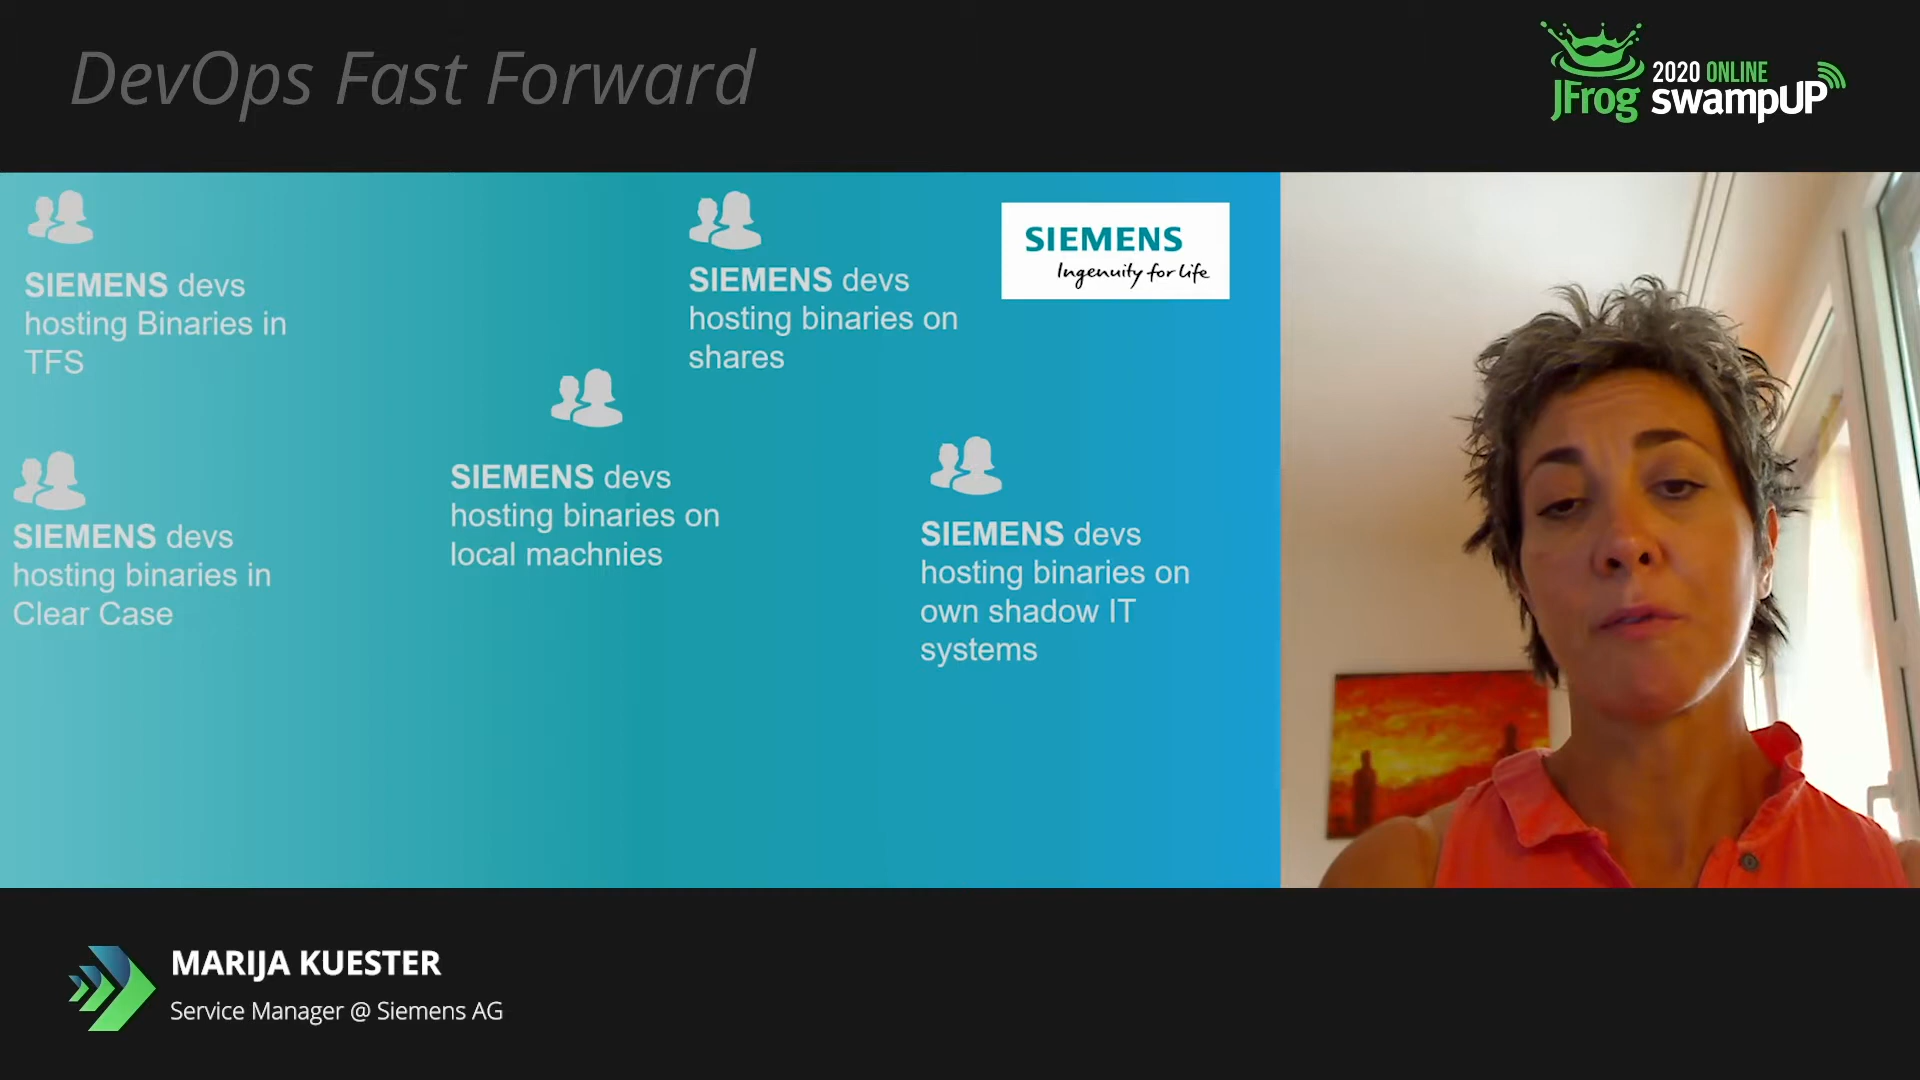 DevOps Fast Forward
2020 ONLINE
JFrog swampUP
SIEMENS devs
hosting Binaries in
TFS
SIEMENS devs
hosting binaries on
shares
SIEMENS
Ingenuity for life
SIEMENS devs
hosting binaries in
Clear Case
SIEMENS devs
hosting binaries on
local machnies
SIEMENS devs
hosting binaries on
own shadow IT
systems
MARIJA KUESTER
Service Manager @ Siemens AG